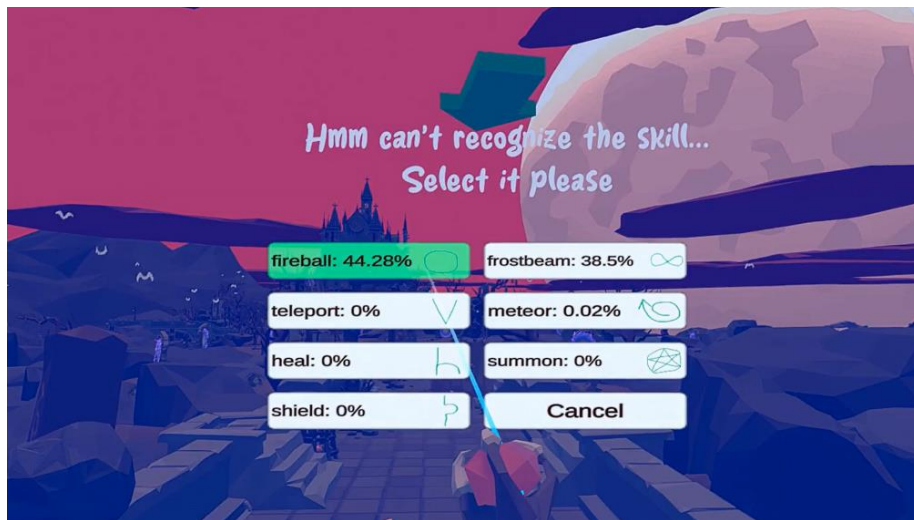 Hmm can't recognize the skill...
Select it please
fireball: 44.28%
frostbeam: 38.5%
teleport: 0%
meteor: 0.02%
heal: 0%
summon: 0%
shield: 0%
Cancel